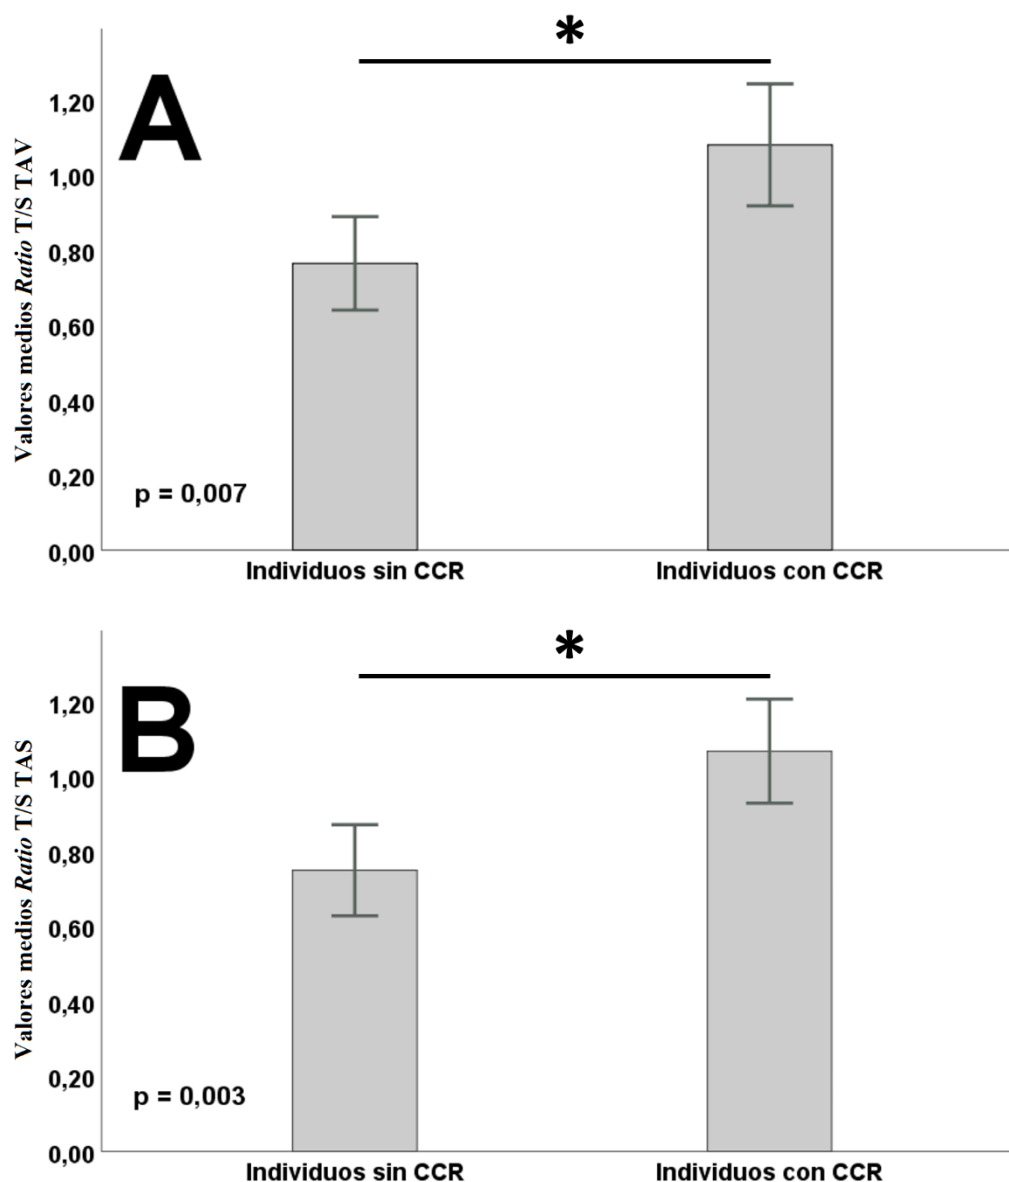 *
A
1,20
1,00
0,80
0,60
0,40
0,20
0,00
Valores medios Ratio T/S TAV
p = 0,007
Individuos sin CCR
Individuos con CCR
*
B
1,20
1,00
0,80
0,60
0,40
0,20
0,00
Valores medios Ratio T/S TAS
p = 0,003
Individuos sin CCR
Individuos con CCR